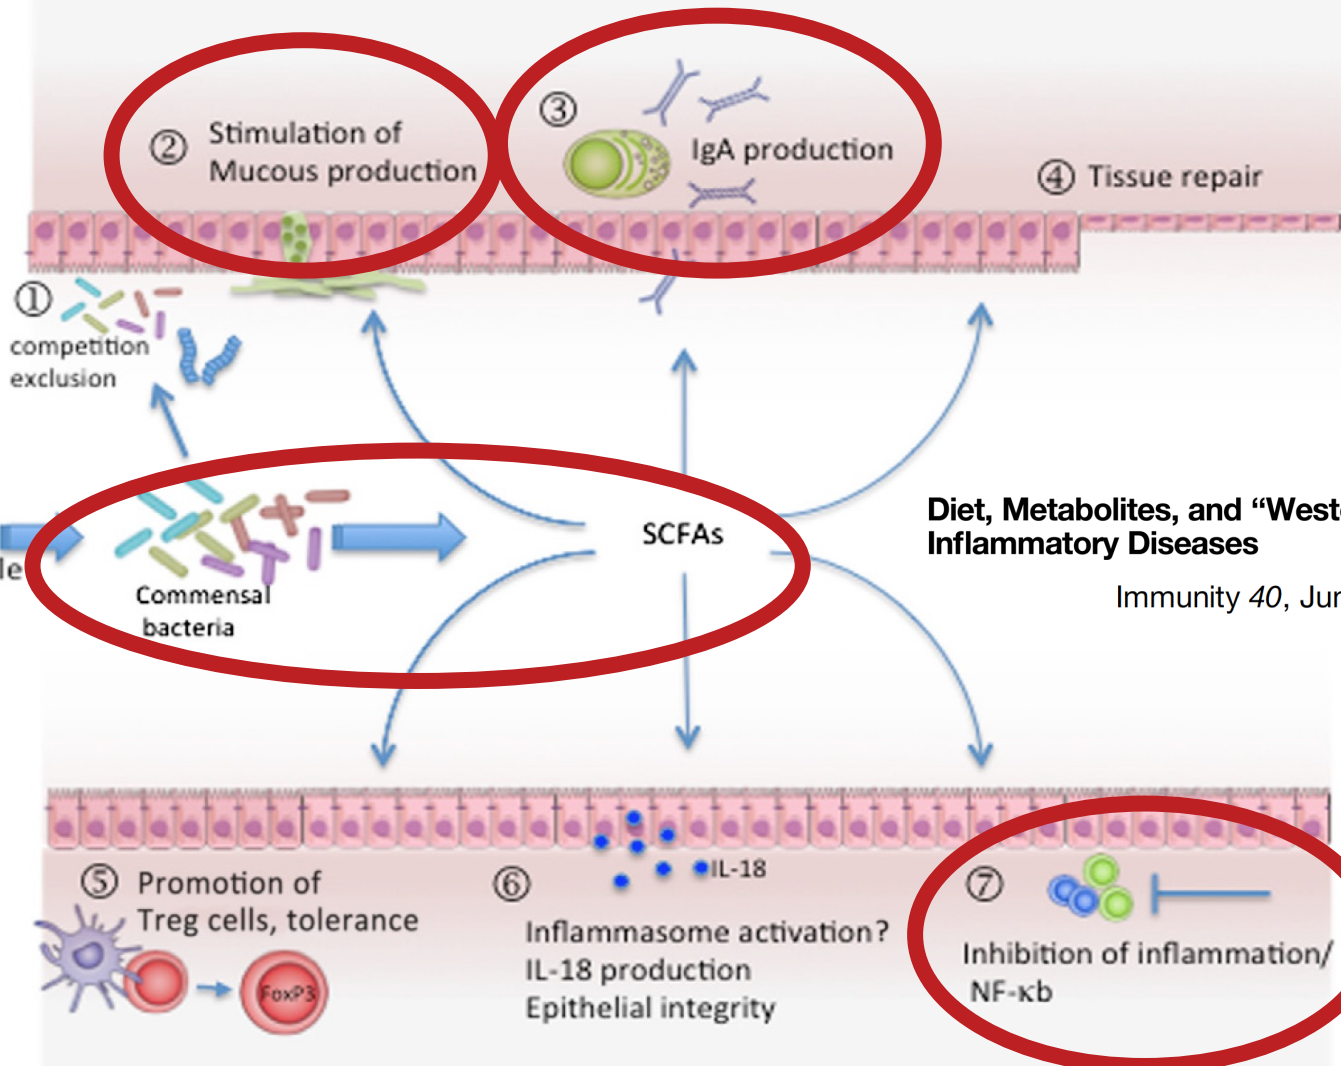 ② Stimulation of
Mucous production
③
IgA production
④ Tissue repair
①
competition
exclusion
le
Commensal
bacteria
SCFAs
Diet, Metabolites, and “West
Inflammatory Diseases
Immunity 40, Jun
⑤ Promotion of
Treg cells, tolerance
FoxP3
⑥
IL-18
Inflammasome activation?
IL-18 production
Epithelial integrity
⑦
Inhibition of inflammation/
NF-κb